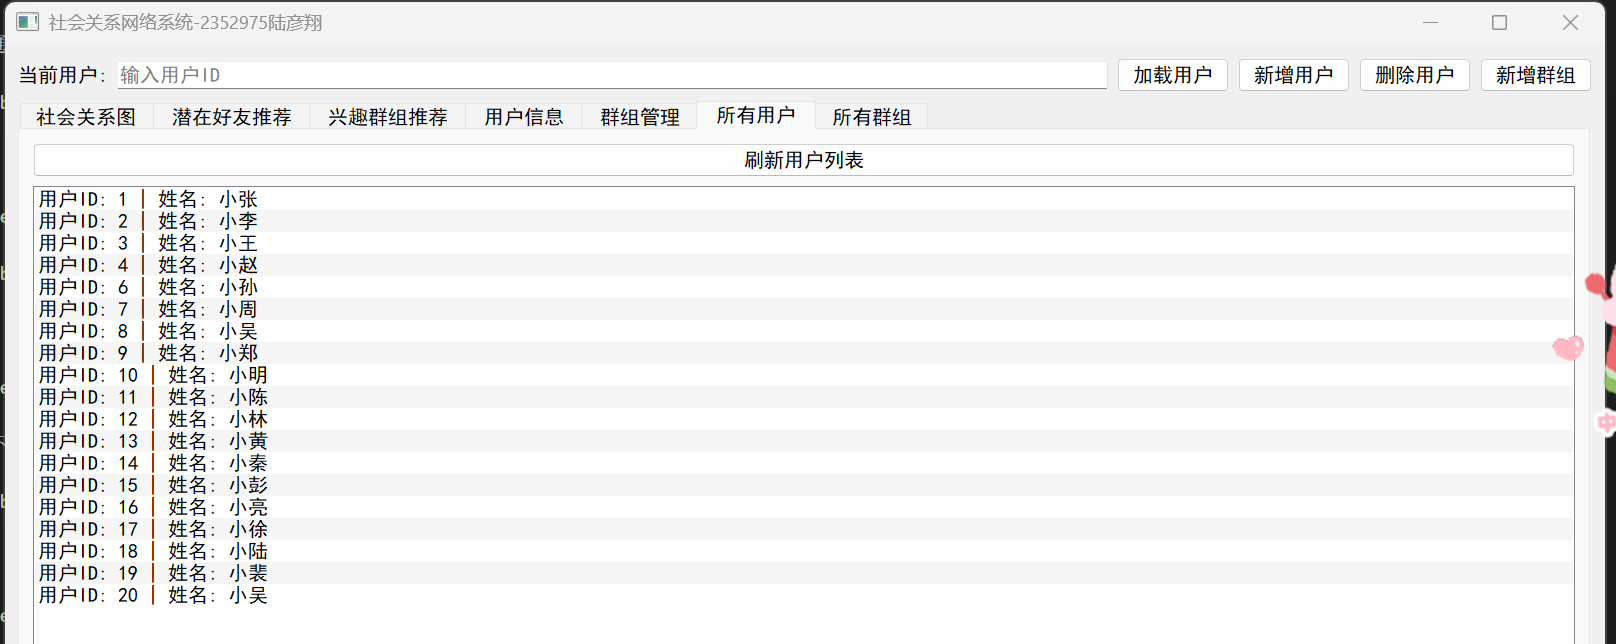 社会关系网络系统-2352975陆彦翔
当前用户: 输入用户ID 加载用户 新增用户 删除用户 新增群组
社会关系图 潜在好友推荐 兴趣群组推荐 用户信息 群组管理 所有用户 所有群组
刷新用户列表
用户ID: 1 | 姓名: 小张
用户ID: 2 | 姓名: 小李
用户ID: 3 | 姓名: 小王
用户ID: 4 | 姓名: 小赵
用户ID: 6 | 姓名: 小孙
用户ID: 7 | 姓名: 小周
用户ID: 8 | 姓名: 小吴
用户ID: 9 | 姓名: 小郑
用户ID: 10 | 姓名: 小明
用户ID: 11 | 姓名: 小陈
用户ID: 12 | 姓名: 小林
用户ID: 13 | 姓名: 小黄
用户ID: 14 | 姓名: 小秦
用户ID: 15 | 姓名: 小彭
用户ID: 16 | 姓名: 小亮
用户ID: 17 | 姓名: 小徐
用户ID: 18 | 姓名: 小陆
用户ID: 19 | 姓名: 小裴
用户ID: 20 | 姓名: 小吴
中